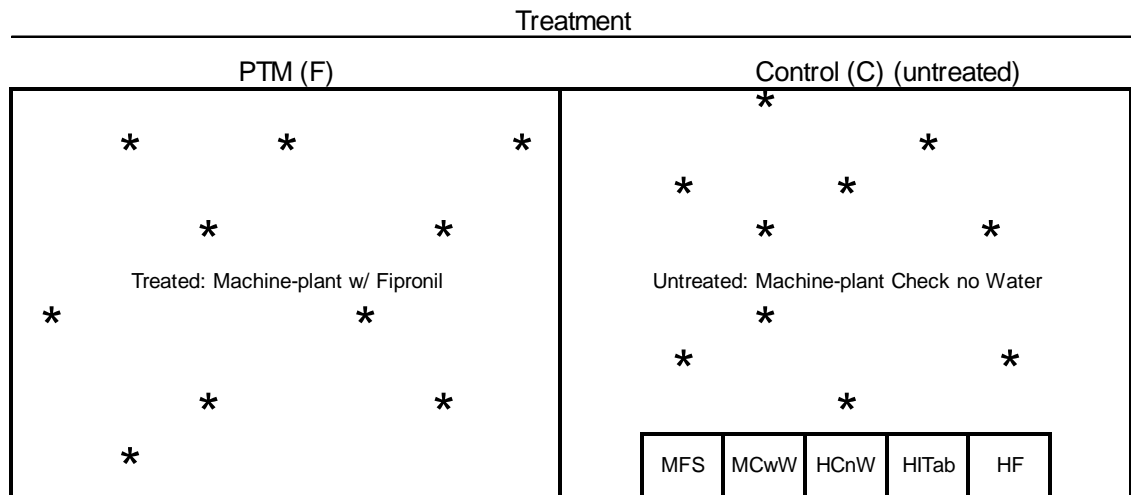 Treatment
PTM (F) Control (C) (untreated)
*
* * * *
* *
* * * *
Treated: Machine-plant w/ Fipronil Untreated: Machine-plant Check no Water
* * *
* *
* * *
*
MFS MCwW HCnW HITab HF